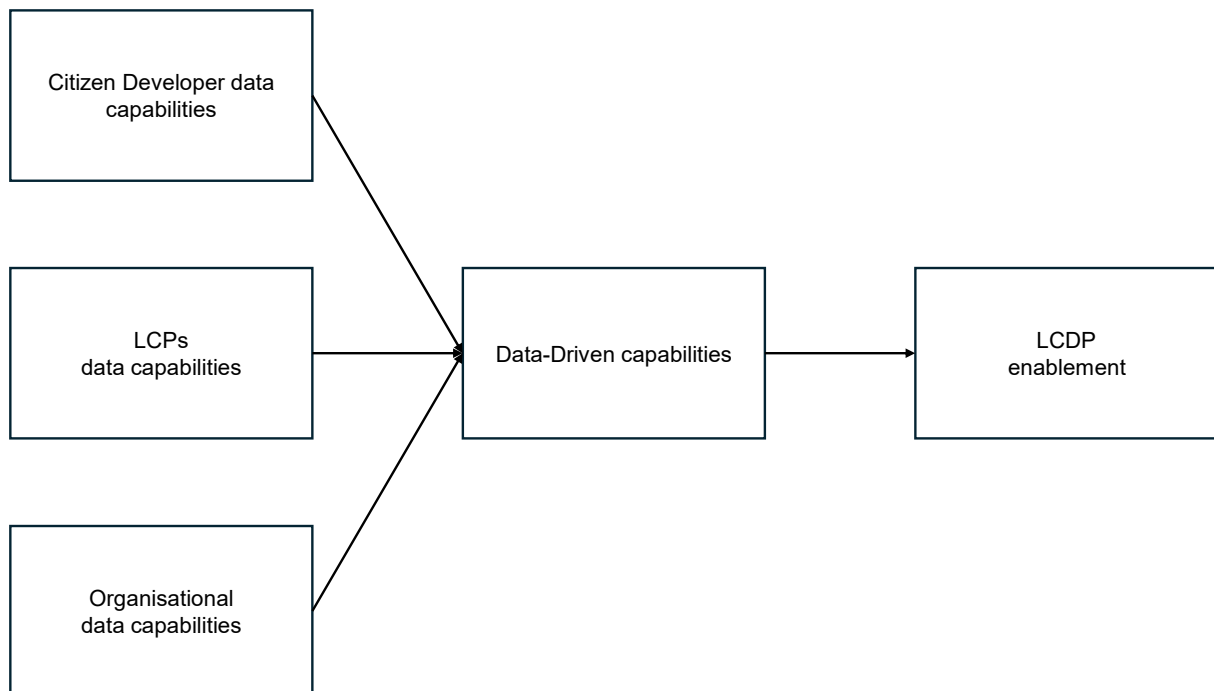 Citizen Developer data
capabilities
LCPs
data capabilities
Data-Driven capabilities
LCDP
enablement
Organisational
data capabilities